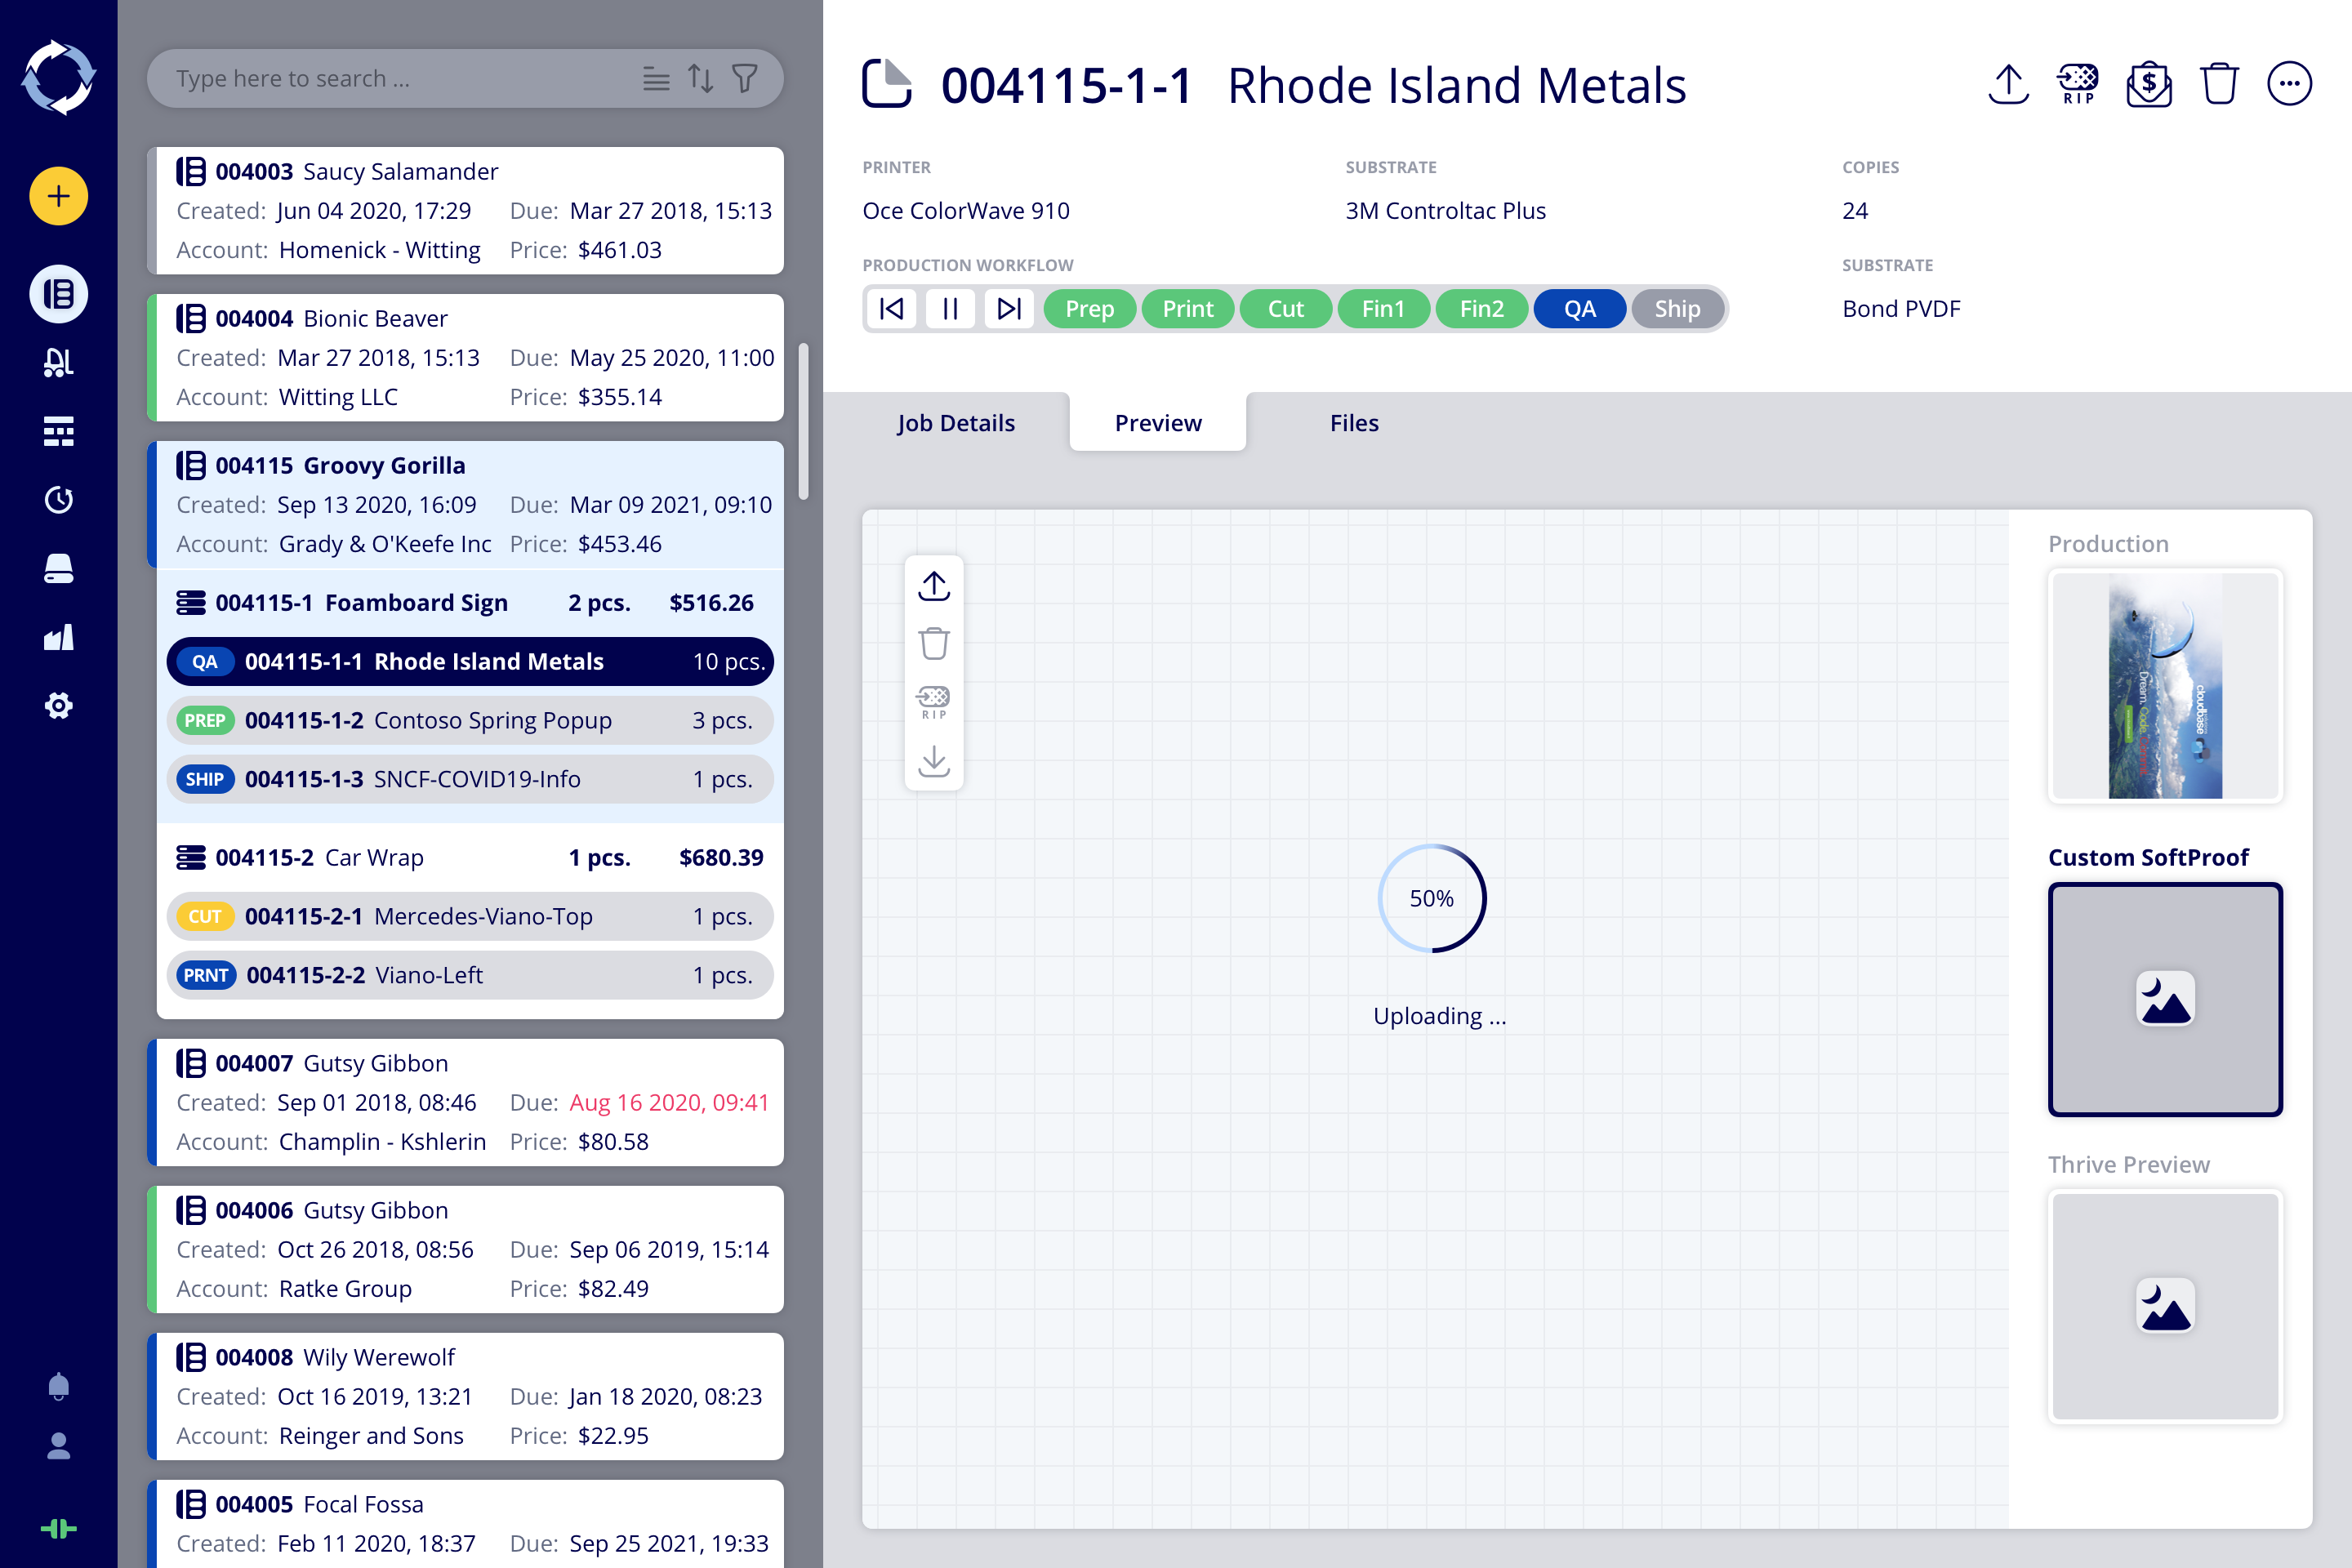 Type here to search ...
004003 Saucy Salamander
Created: Jun 04 2020, 17:29 Due: Mar 27 2018, 15:13
Account: Homenick - Witting Price: $461.03
004004 Bionic Beaver
Created: Mar 27 2018, 15:13 Due: May 25 2020, 11:00
Account: Witting LLC Price: $355.14
004115 Groovy Gorilla
Created: Sep 13 2020, 16:09 Due: Mar 09 2021, 09:10
Account: Grady & O'Keefe Inc Price: $453.46
004115-1 Foamboard Sign 2 pcs. $516.26
QA 004115-1-1 Rhode Island Metals 10 pcs.
PREP 004115-1-2 Contoso Spring Popup 3 pcs.
SHIP 004115-1-3 SNCF-COVID19-Info 1 pcs.
004115-2 Car Wrap 1 pcs. $680.39
CUT 004115-2-1 Mercedes-Viano-Top 1 pcs.
PRNT 004115-2-2 Viano-Left 1 pcs.
004007 Gutsy Gibbon
Created: Sep 01 2018, 08:46 Due: Aug 16 2020, 09:41
Account: Champlin - Kshlerin Price: $80.58
004006 Gutsy Gibbon
Created: Oct 26 2018, 08:56 Due: Sep 06 2019, 15:14
Account: Ratke Group Price: $82.49
004008 Wily Werewolf
Created: Oct 16 2019, 13:21 Due: Jan 18 2020, 08:23
Account: Reinger and Sons Price: $22.95
004005 Focal Fossa
Created: Feb 11 2020, 18:37 Due: Sep 25 2021, 19:33
004115-1-1 Rhode Island Metals
RIP
$
PRINTER SUBSTRATE COPIES
Oce ColorWave 910 3M Controltac Plus 24
PRODUCTION WORKFLOW SUBSTRATE
Prep Print Cut Fin1 Fin2 QA Ship Bond PVDF
Job Details Preview Files
RIP
50%
Uploading ...
Production
cloudbase
Dream. Code.
Custom SoftProof
Thrive Preview